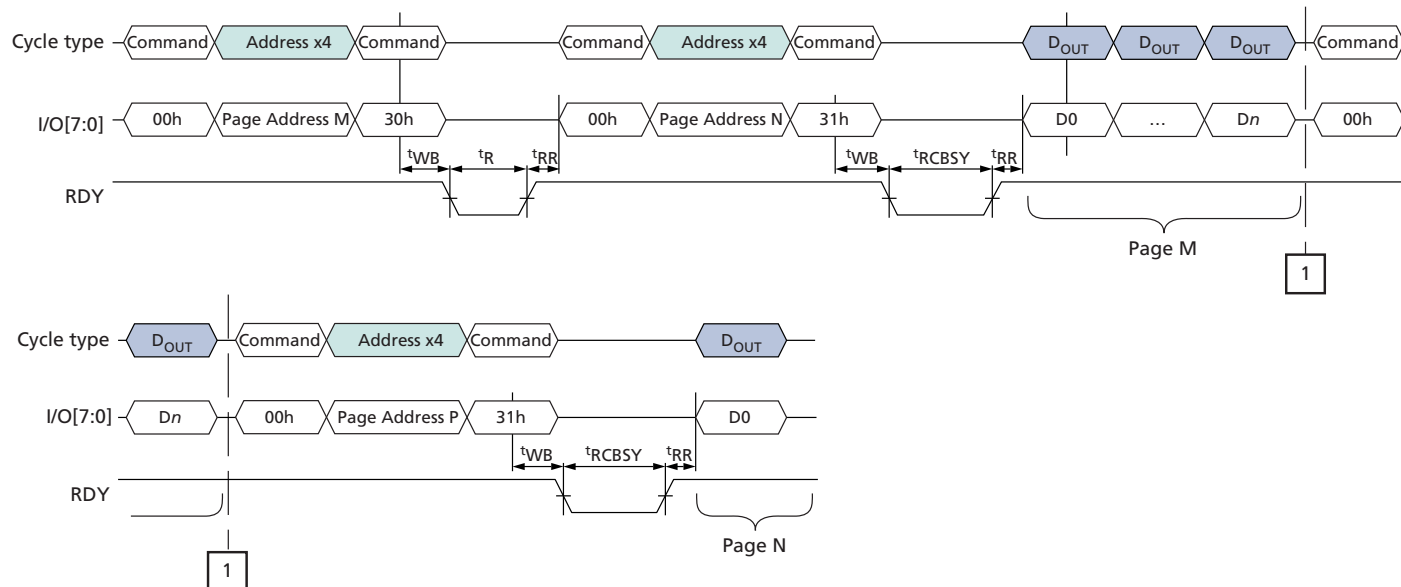 Cycle type Command Address x4 Command Command Address x4 Command DOUT DOUT DOUT Command
I/O[7:0] 00h Page Address M 30h 00h Page Address N 31h D0 … Dn 00h
tWB tR tRR tWB tRCBSY tRR
RDY
Page M
1
Cycle type DOUT Command Address x4 Command DOUT
I/O[7:0] Dn 00h Page Address P 31h D0
tWB tRCBSY tRR
RDY
Page N
1